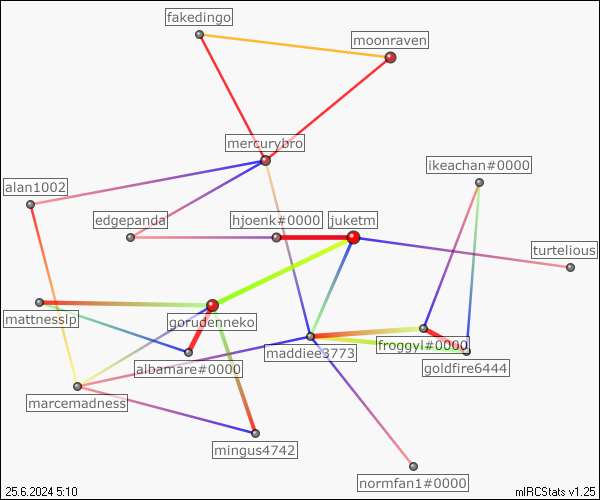 fakedingo
moonraven
mercurybro
ikeachan#0000
alan1002
edgepanda
hjoenk#0000
juketm
turtelious
mattnesslp
gorudenneko
maddiee3773
froggyl#0000
albanare#0000
goldfire6444
marcemadness
mingus4742
normfan1#0000
25.6.2024 5:10
mIRCStats v1.25